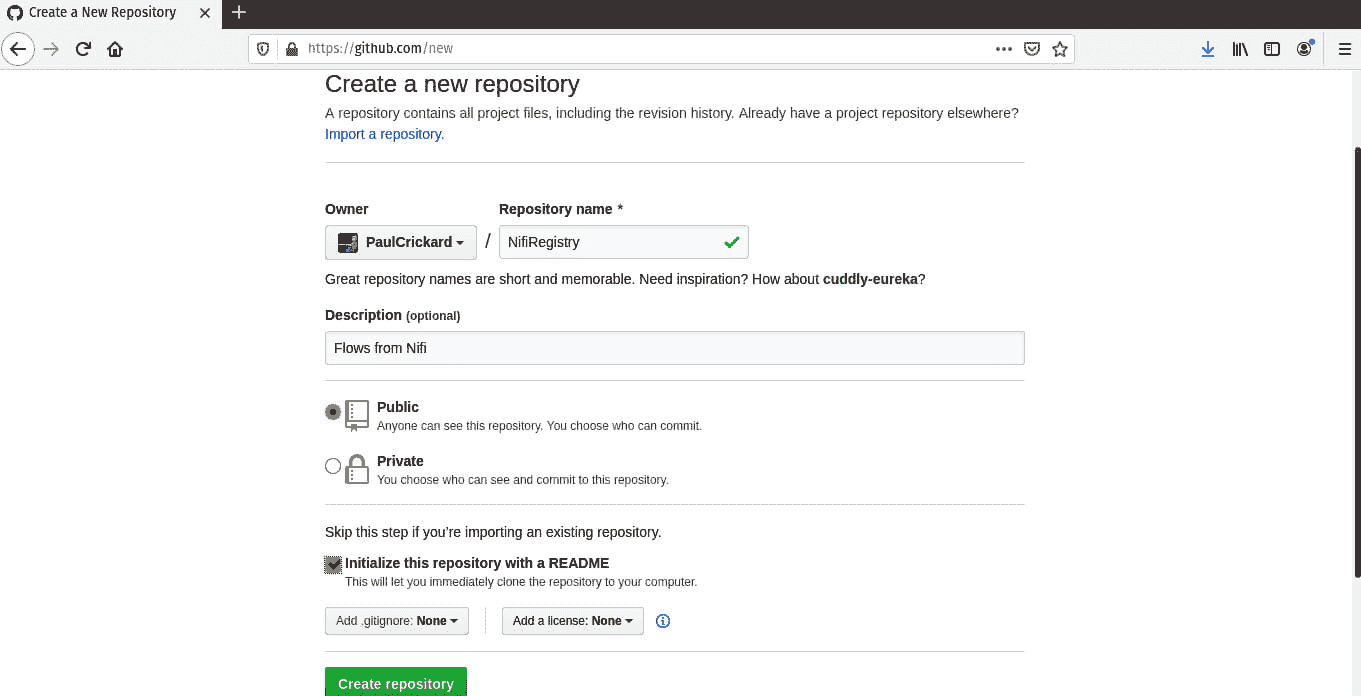 Create a New Repository
https://github.com/new
Create a new repository
A repository contains all project files, including the revision history. Already have a project repository elsewhere?
Import a repository.
Owner Repository name *
PaulCrickard / NifiRegistry
Great repository names are short and memorable. Need inspiration? How about cuddly-eureka?
Description (optional)
Flows from Nifi
Public
Anyone can see this repository. You choose who can commit.
Private
You choose who can see and commit to this repository.
Skip this step if you’re importing an existing repository.
Initialize this repository with a README
This will let you immediately clone the repository to your computer.
Add .gitignore: None Add a license: None
Create repository